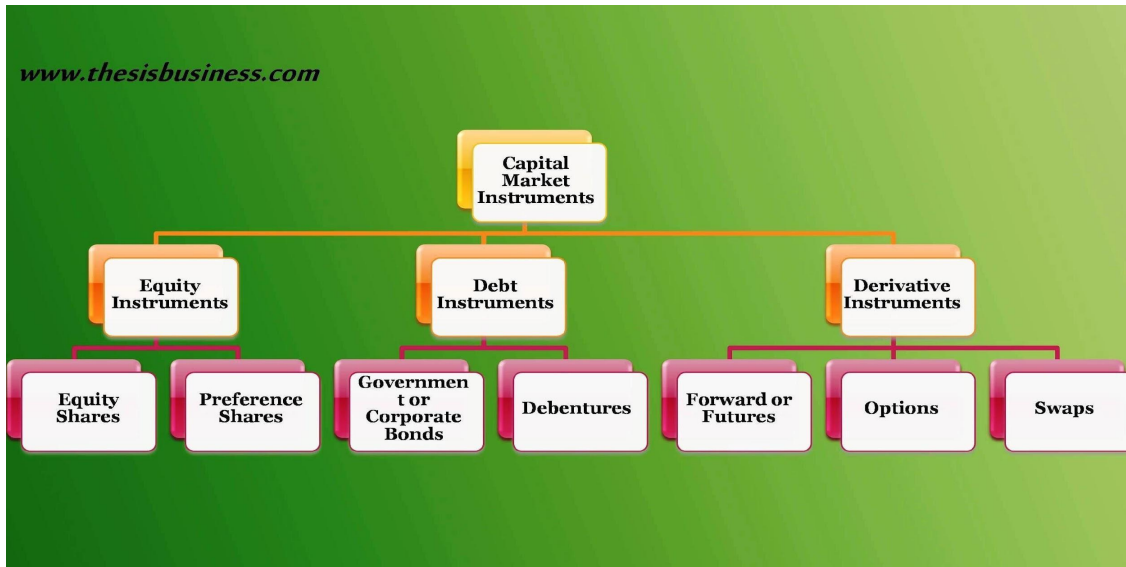 www.thesisbusiness.com
Capital
Market
Instruments
Equity
Instruments
Debt
Instruments
Derivative
Instruments
Equity
Shares
Preference
Shares
Governmen
t or
Corporate
Bonds
Debentures
Forward or
Futures
Options
Swaps